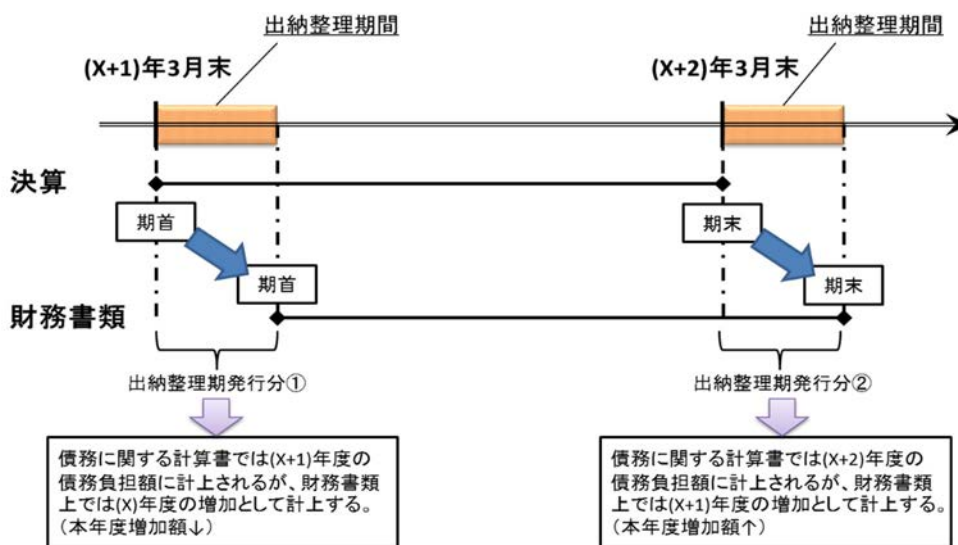 出納整理期間
出納整理期間
(X+1)年3月末
(X+2)年3月末
決算
期首
期末
期首
期末
財務書類
出納整理期発行分①
出納整理期発行分②
債務に関する計算書では(X+1)年度の
債務負担額に計上されるが、財務書類
上では(X)年度の増加として計上する。
（本年度増加額↓）
債務に関する計算書では(X+2)年度の
債務負担額に計上されるが、財務書類
上では(X+1)年度の増加として計上する。
（本年度増加額↑）